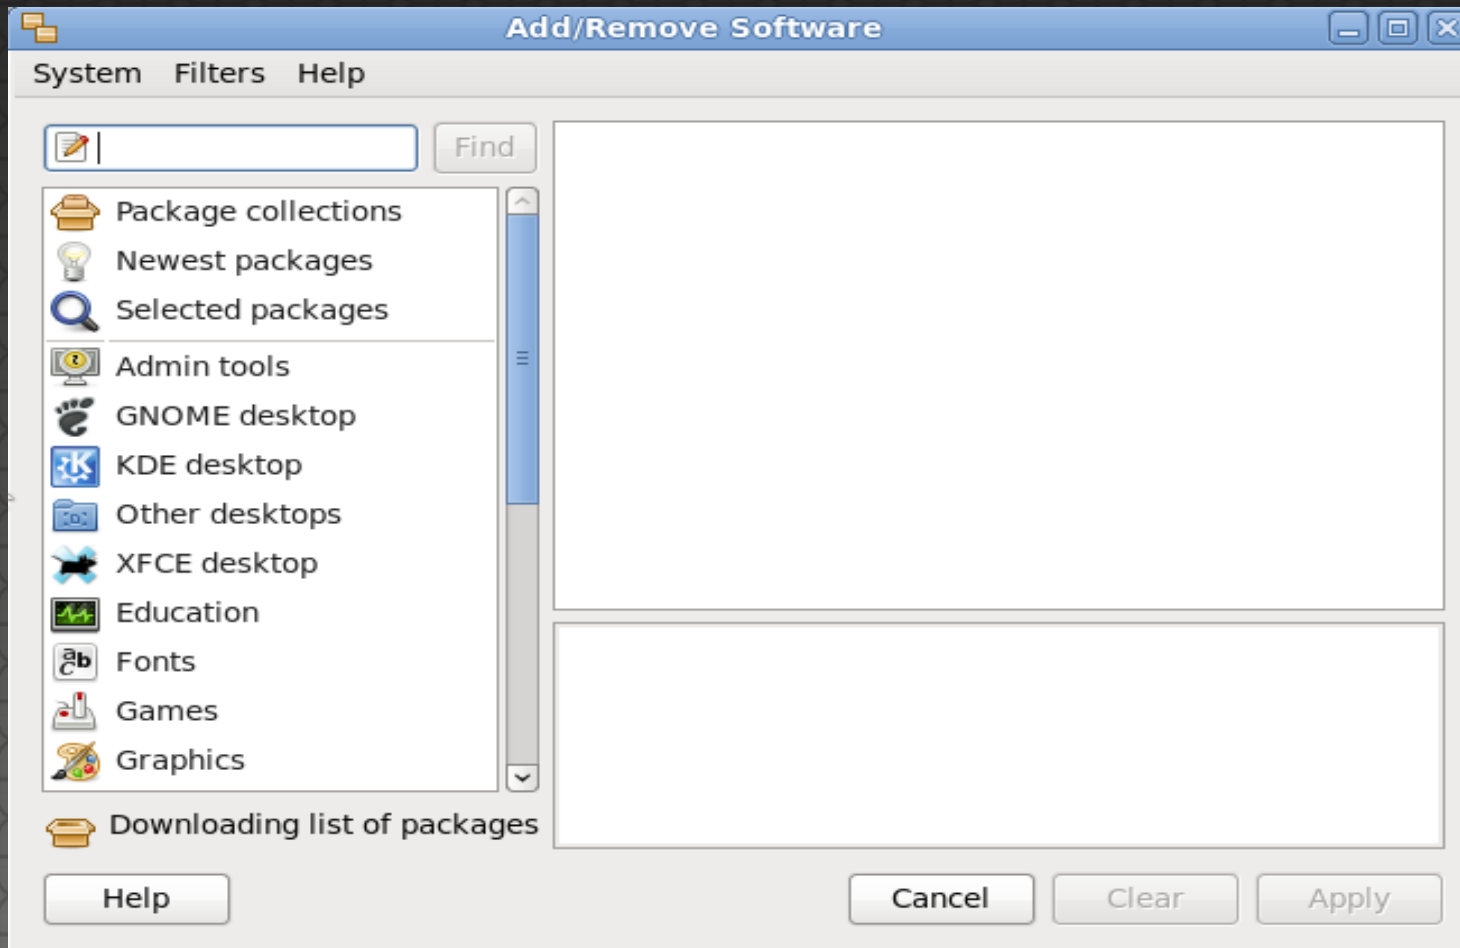 Add/Remove Software
System Filters Help
Find
Package collections
Newest packages
Selected packages
Admin tools
GNOME desktop
KDE desktop
Other desktops
XFCE desktop
Education
Fonts
Games
Graphics
Downloading list of packages
Help Cancel Clear Apply